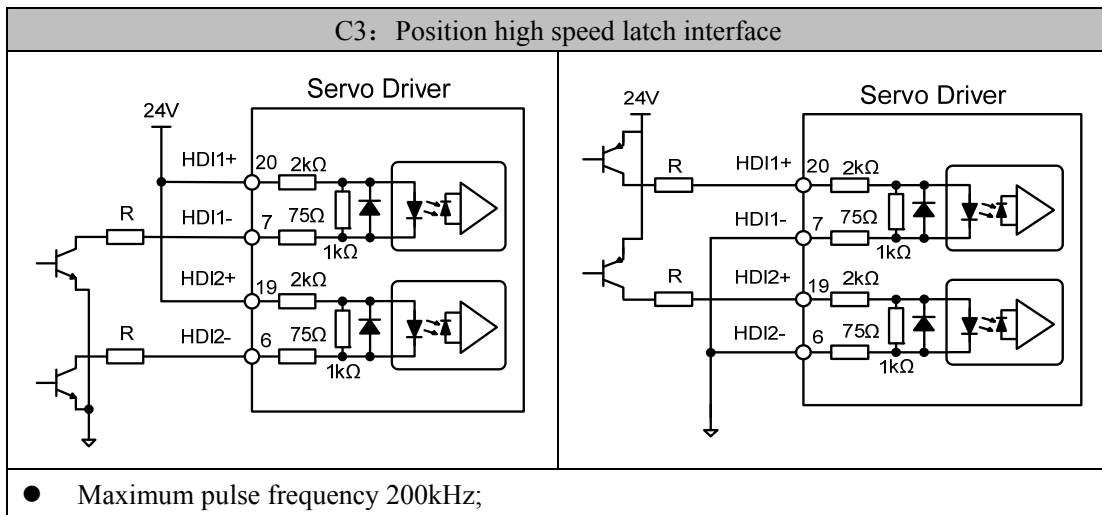 C3：Position high speed latch interface
Servo Driver
24V
HDI1+
20
2kΩ
R
HDI1-
7
75Ω
1kΩ
HDI2+
19
2kΩ
R
HDI2-
6
75Ω
1kΩ
Servo Driver
24V
R
HDI1+
20
2kΩ
HDI1-
7
75Ω
1kΩ
R
HDI2+
19
2kΩ
HDI2-
6
75Ω
1kΩ
● Maximum pulse frequency 200kHz;